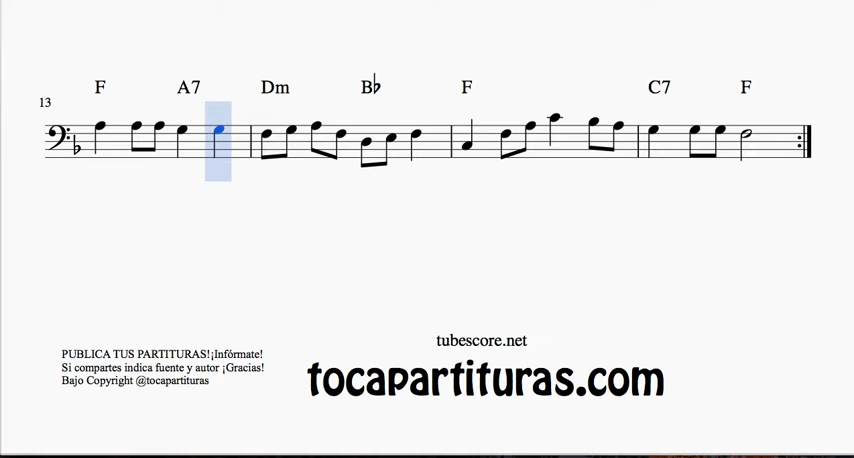 F A7 Dm B♭ F C7 F
13
tubescore.net
PUBLICA TUS PARTITURAS!¡Infórmate!
Si compartes indica fuente y autor ¡Gracias!
Bajo Copyright @tocapartituras
tocapartituras.com